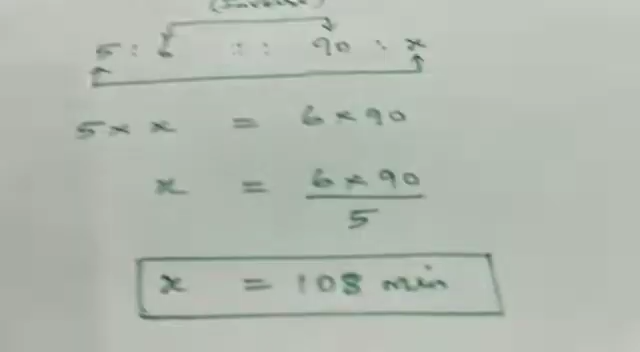 5 : 6 :: 90 : x
5 × x = 6 × 90
x = 6 × 90 / 5
x = 108 min